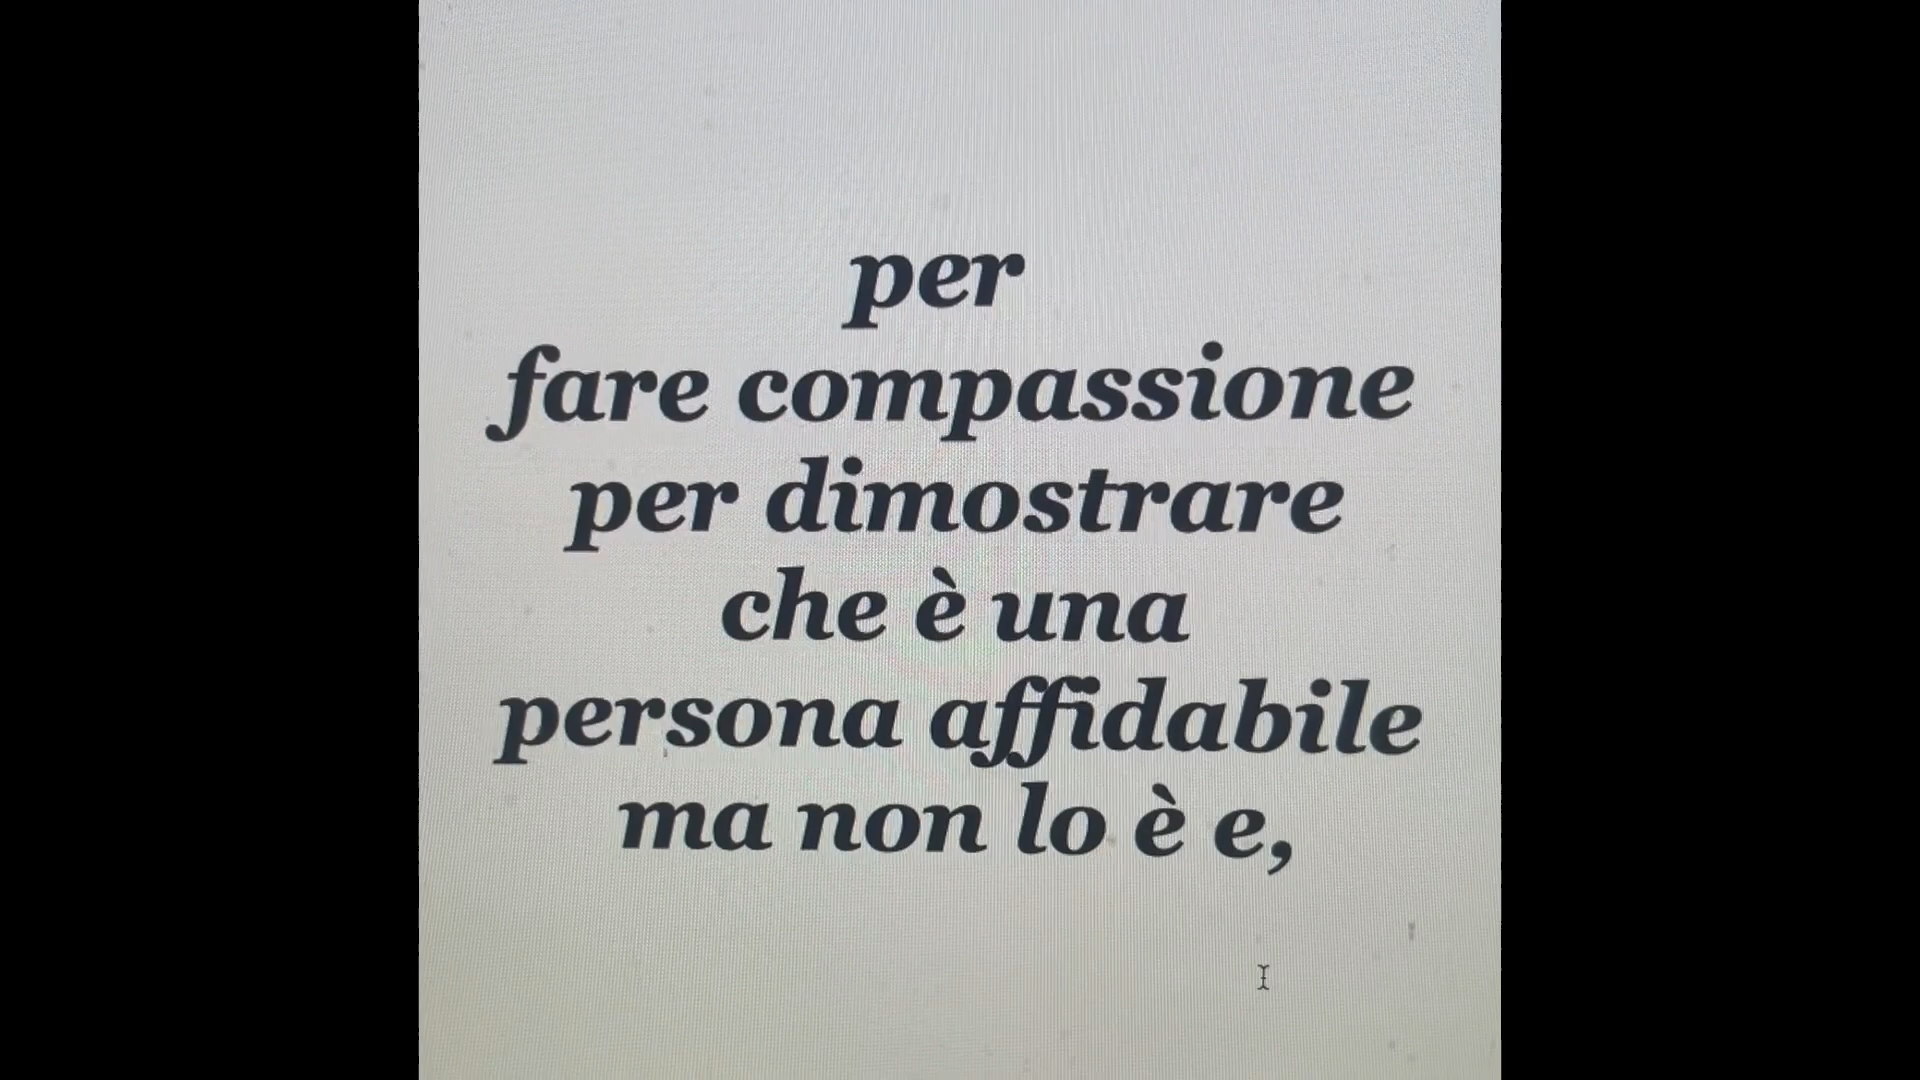 per
fare compassione
per dimostrare
che è una
persona affidabile
ma non lo è e,